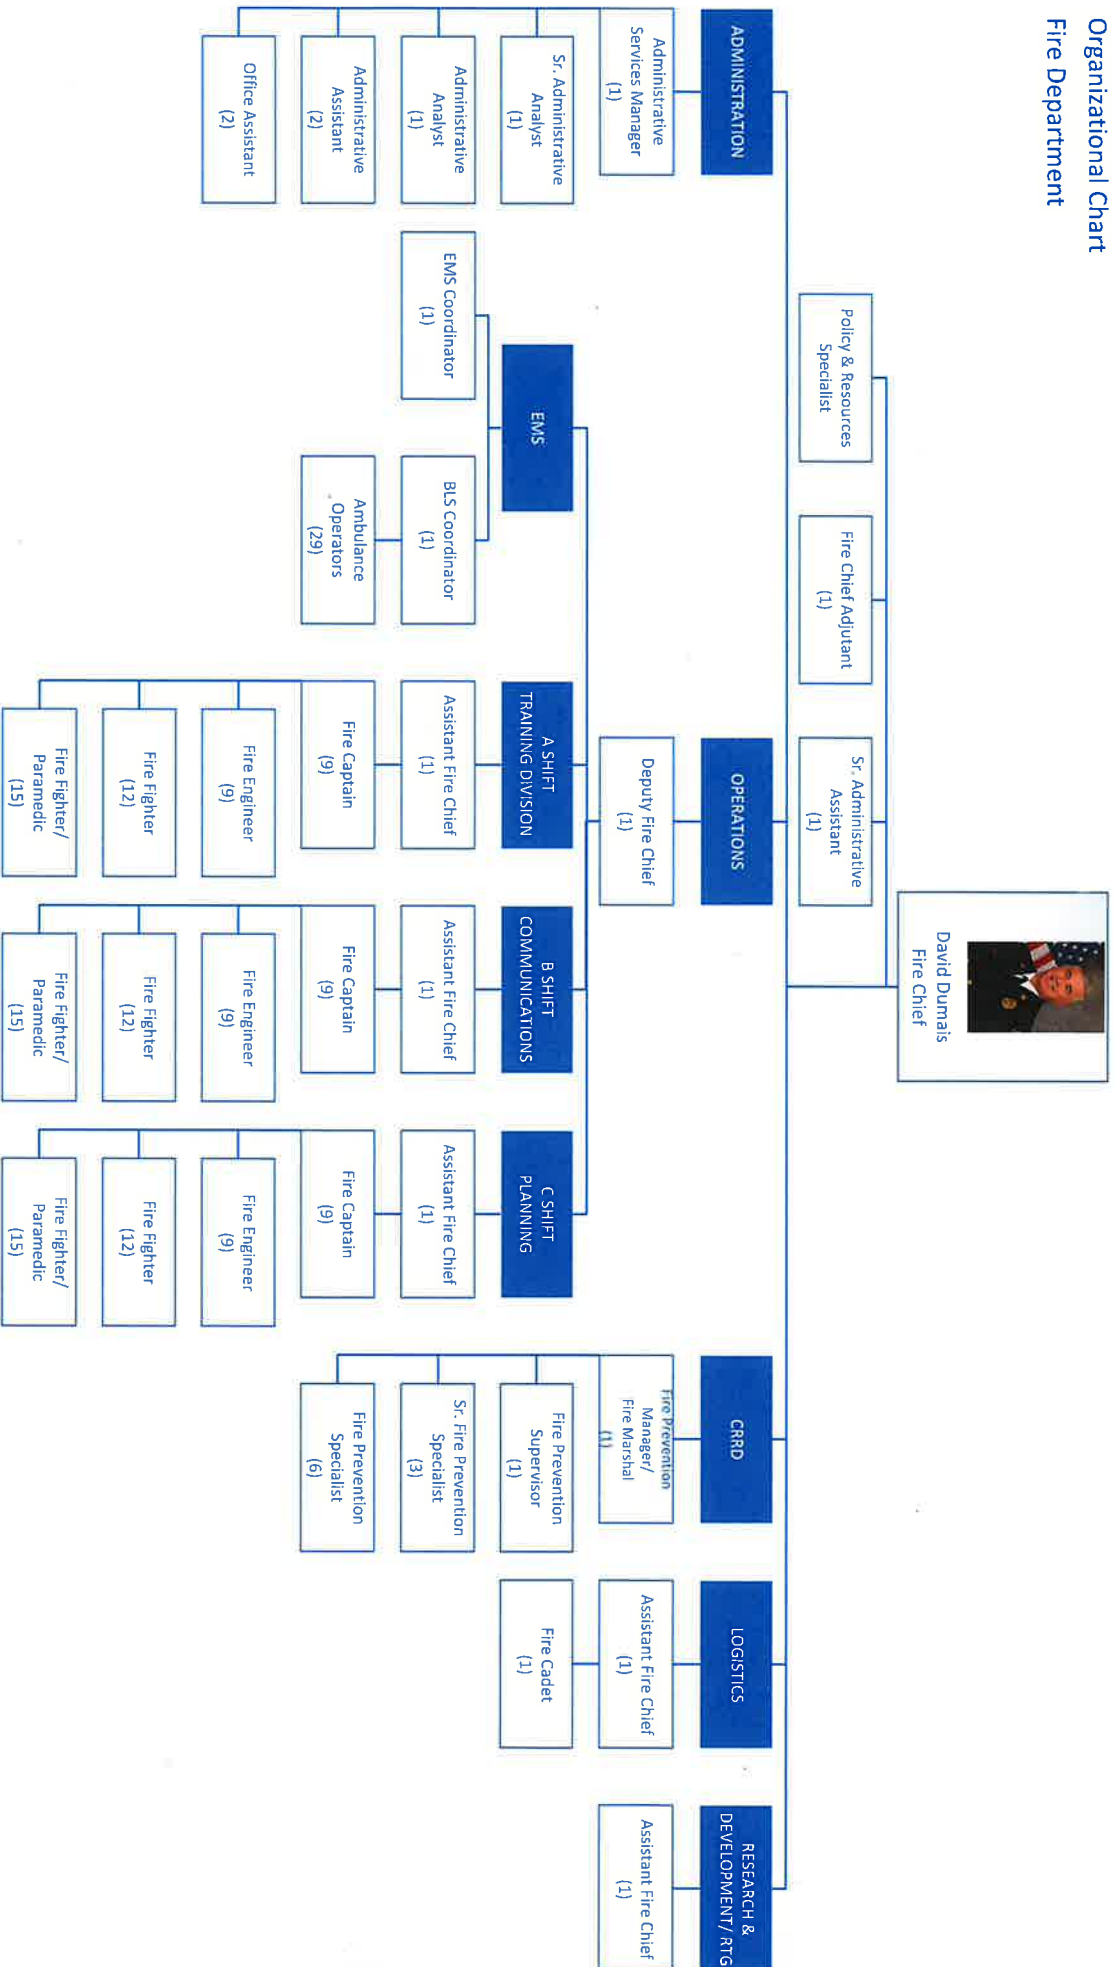 Organizational Chart
Fire Department
David Dumais
Fire Chief
Policy & Resources
Specialist
Fire Chief Adjutant
(1)
Sr. Administrative
Assistant
(1)
ADMINISTRATION
Administrative
Services Manager
(1)
Sr. Administrative
Analyst
(1)
Administrative
Analyst
(1)
Administrative
Assistant
(2)
Office Assistant
(2)
OPERATIONS
Deputy Fire Chief
(1)
EMS
EMS Coordinator
(1)
BLS Coordinator
(1)
Ambulance
Operators
(29)
A SHIFT
TRAINING DIVISION
Assistant Fire Chief
(1)
Fire Captain
(9)
Fire Engineer
(9)
Fire Fighter
(12)
Fire Fighter/
Paramedic
(15)
B SHIFT
COMMUNICATIONS
Assistant Fire Chief
(1)
Fire Captain
(9)
Fire Engineer
(9)
Fire Fighter
(12)
Fire Fighter/
Paramedic
(15)
C SHIFT
PLANNING
Assistant Fire Chief
(1)
Fire Captain
(9)
Fire Engineer
(9)
Fire Fighter
(12)
Fire Fighter/
Paramedic
(15)
CRRD
Fire Prevention
Manager/
Fire Marshal
(1)
Fire Prevention
Supervisor
(1)
Sr. Fire Prevention
Specialist
(3)
Fire Prevention
Specialist
(6)
LOGISTICS
Assistant Fire Chief
(1)
Fire Cadet
(1)
RESEARCH &
DEVELOPMENT/ RTG
Assistant Fire Chief
(1)